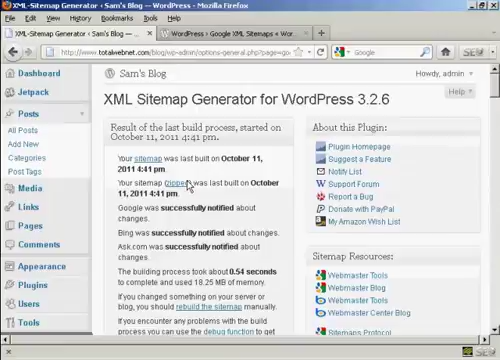 XML-Sitemap Generator ‹ Sam's Blog — WordPress — Mozilla Firefox
File Edit View History Bookmarks Tools Help
XML-Sitemap Generator ‹ Sam's Blog —...
WordPress › Google XML Sitemaps « Wor...
http://www.totalwebnet.com/blog/wp-admin/options-general.php?page=go
Google
SEW
Sam's Blog
Howdy, admin
Dashboard
Jetpack
Posts
All Posts
Add New
Categories
Post Tags
Media
Links
Pages
Comments
Appearance
Plugins
Users
Tools
Help
XML Sitemap Generator for WordPress 3.2.6
Result of the last build process, started on
October 11, 2011 4:41 pm.
Your sitemap was last built on October 11,
2011 4:41 pm.
Your sitemap (zipped) was last built on October
11, 2011 4:41 pm.
Google was successfully notified about
changes.
Bing was successfully notified about
changes.
Ask.com was successfully notified about
changes.
The building process took about 0.54 seconds
to complete and used 18.25 MB of memory.
If you changed something on your server or
blog, you should rebuild the sitemap manually.
If you encounter any problems with the build
process you can use the debug function to get
About this Plugin:
Plugin Homepage
Suggest a Feature
Notify List
Support Forum
Report a Bug
Donate with PayPal
My Amazon Wish List
Sitemap Resources:
Webmaster Tools
Webmaster Blog
Webmaster Tools
Webmaster Center Blog
Sitemaps Protocol